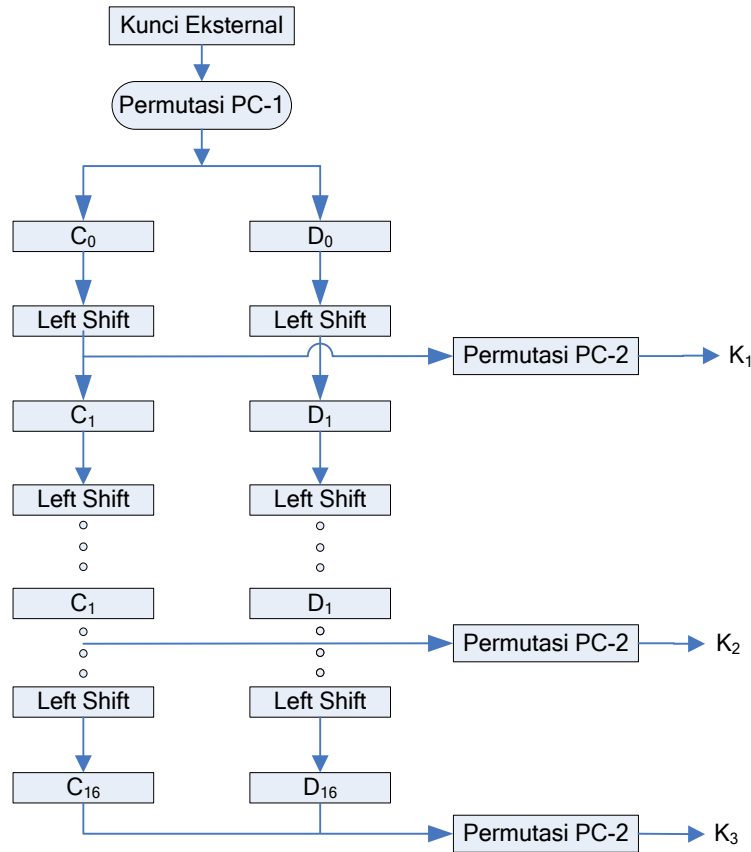 Kunci Eksternal
Permutasi PC-1
C₀ D₀
Left Shift Left Shift
Permutasi PC-2 K₁
C₁ D₁
Left Shift Left Shift
C₁ D₁
Permutasi PC-2 K₂
Left Shift Left Shift
C₁₆ D₁₆
Permutasi PC-2 K₃